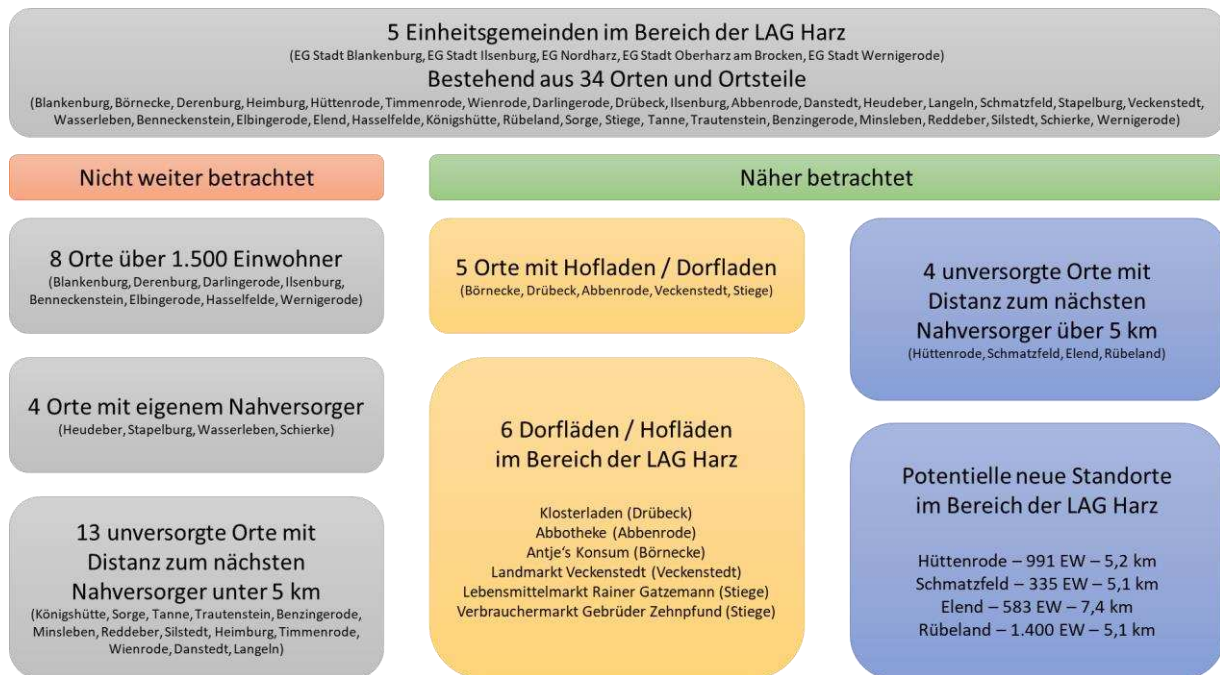 5 Einheitsgemeinden im Bereich der LAG Harz
(EG Stadt Blankenburg, EG Stadt Ilsenburg, EG Nordharz, EG Stadt Oberharz am Brocken, EG Stadt Wernigerode)
Bestehend aus 34 Orten und Ortsteile
(Blankenburg, Börnecke, Derenburg, Heimburg, Hüttenrode, Timmenrode, Wienrode, Darlingerode, Drübeck, Ilsenburg, Abbenrode, Danstedt, Heudeber, Langeln, Schmatzfeld, Stapelburg, Veckenstedt,
Wasserleben, Benneckenstein, Elbingerode, Elend, Hasselfelde, Königshütte, Rübeland, Sorge, Stiege, Tanne, Trautenstein, Benzingerode, Minsleben, Reddeber, Silstedt, Schierke, Wernigerode)
Nicht weiter betrachtet
8 Orte über 1.500 Einwohner
(Blankenburg, Derenburg, Darlingerode, Ilsenburg,
Benneckenstein, Elbingerode, Hasselfelde, Wernigerode)
4 Orte mit eigenem Nahversorger
(Heudeber, Stapelburg, Wasserleben, Schierke)
13 unversorgte Orte mit
Distanz zum nächsten
Nahversorger unter 5 km
(Königshütte, Sorge, Tanne, Trautenstein, Benzingerode,
Minsleben, Reddeber, Silstedt, Heimburg, Timmenrode,
Wienrode, Danstedt, Langeln)
Näher betrachtet
5 Orte mit Hofladen / Dorfladen
(Börnecke, Drübeck, Abbenrode, Veckenstedt, Stiege)
6 Dorfläden / Hofläden
im Bereich der LAG Harz
Klosterladen (Drübeck)
Abbotheke (Abbenrode)
Antje's Konsum (Börnecke)
Landmarkt Veckenstedt (Veckenstedt)
Lebensmittelmarkt Rainer Gatzemann (Stiege)
Verbrauchermarkt Gebrüder Zehnpfund (Stiege)
4 unversorgte Orte mit
Distanz zum nächsten
Nahversorger über 5 km
(Hüttenrode, Schmatzfeld, Elend, Rübeland)
Potentielle neue Standorte
im Bereich der LAG Harz
Hüttenrode – 991 EW – 5,2 km
Schmatzfeld – 335 EW – 5,1 km
Elend – 583 EW – 7,4 km
Rübeland – 1.400 EW – 5,1 km